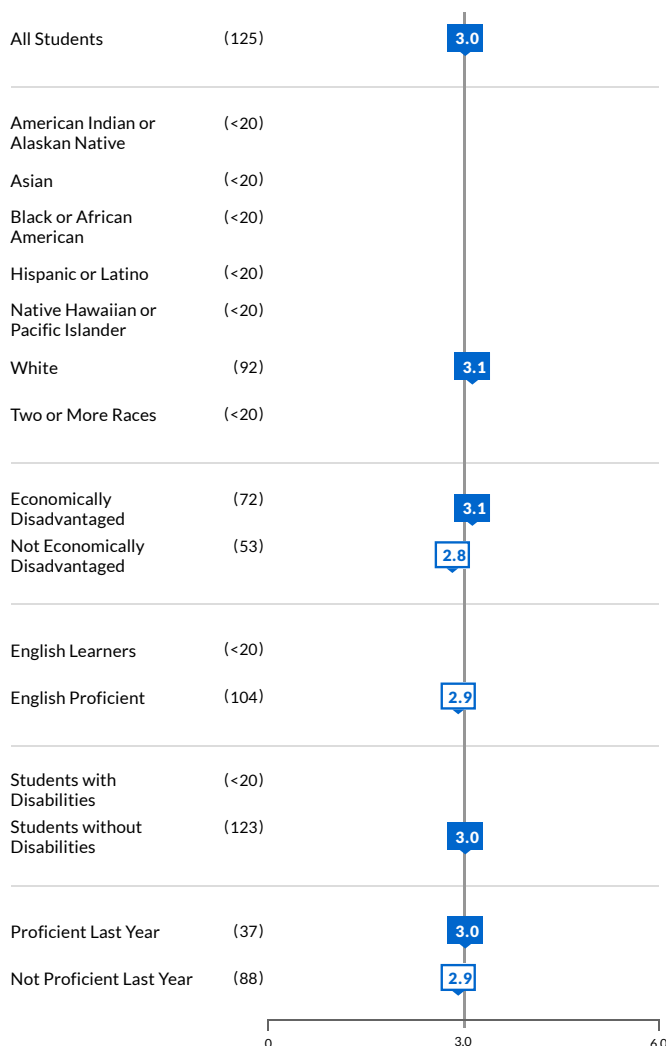 All Students (125) 3.0
American Indian or (<20)
Alaskan Native
Asian (<20)
Black or African (<20)
American
Hispanic or Latino (<20)
Native Hawaiian or (<20)
Pacific Islander
White (92) 3.1
Two or More Races (<20)
Economically (72) 3.1
Disadvantaged
Not Economically (53) 2.8
Disadvantaged
English Learners (<20)
English Proficient (104) 2.9
Students with (<20)
Disabilities
Students without (123) 3.0
Disabilities
Proficient Last Year (37) 3.0
Not Proficient Last Year (88) 2.9
0 3.0 6.0